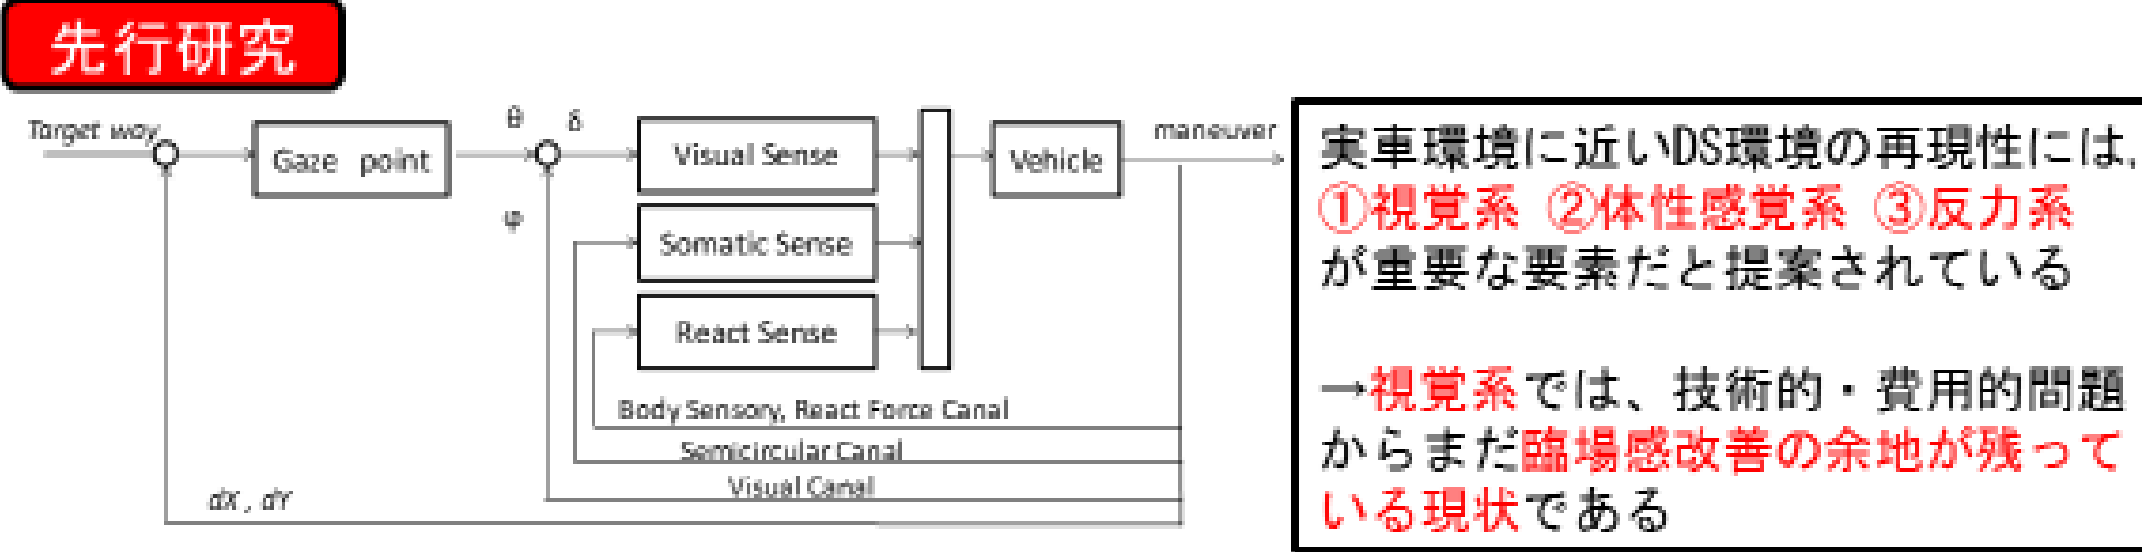 先行研究
Target way
Gaze point
θ
δ
φ
Visual Sense
Somatic Sense
React Sense
Vehicle
maneuver
Body Sensory, React Force Canal
Semicircular Canal
Visual Canal
dX , dY
実車環境に近いDS環境の再現性には、
①視覚系 ②体性感覚系 ③反力系
が重要な要素だと提案されている
→視覚系では、技術的・費用的問題
からまだ臨場感改善の余地が残って
いる現状である